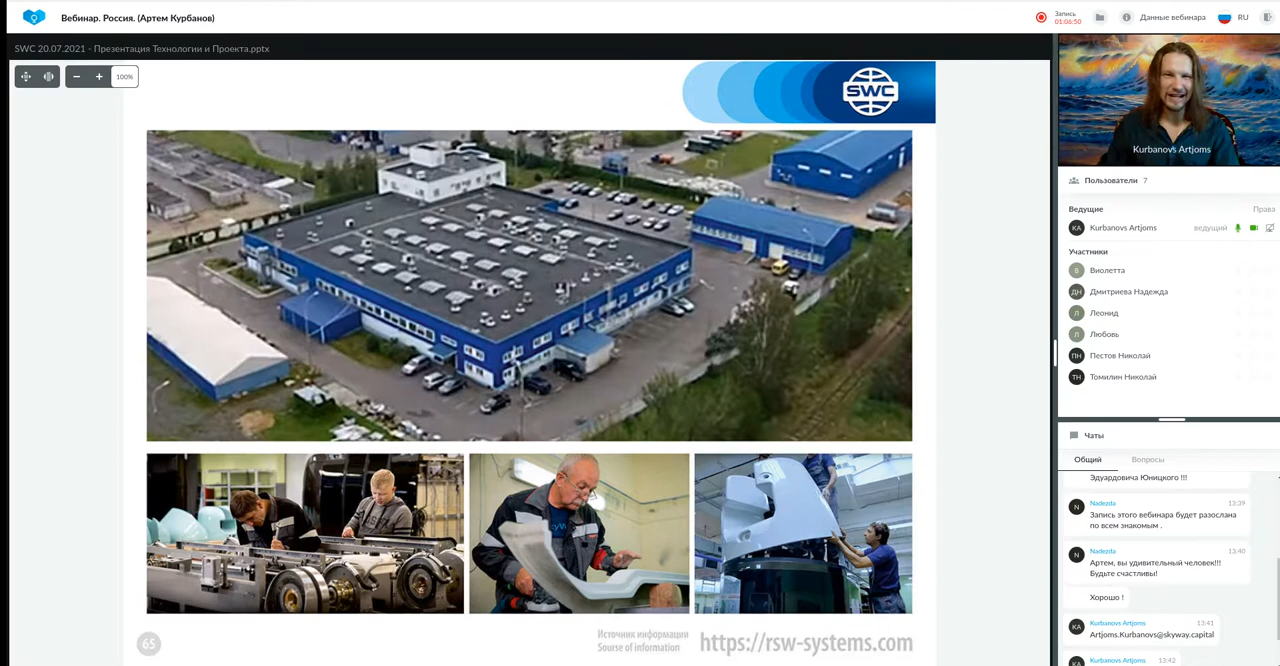 Вебинар. Россия. (Артем Курбанов)
Запись
01:06:50
Данные вебинара
RU
SWC 20.07.2021 - Презентация Технологии и Проекта.pptx
100%
SWC
65
Источник информации
Sourse of information
https://rsw-systems.com
Kurbanovs Artjoms
Пользователи 7
Ведущие Права
KA Kurbanovs Artjoms ведущий
Участники
В Виолетта
ДН Дмитриева Надежда
Л Леонид
Л Любовь
ПН Пестов Николай
ТН Томилин Николай
Чаты
Общий Вопросы
Эдуардовича Юницкого !!!
N Nadezda 13:39
Запись этого вебинара будет разослана
по всем знакомым .
N Nadezda 13:40
Артем, вы удивительный человек!!!
Будьте счастливы!
Хорошо !
KA Kurbanovs Artjoms 13:41
Artjoms.Kurbanovs@skyway.capital
KA Kurbanovs Artjoms 13:42